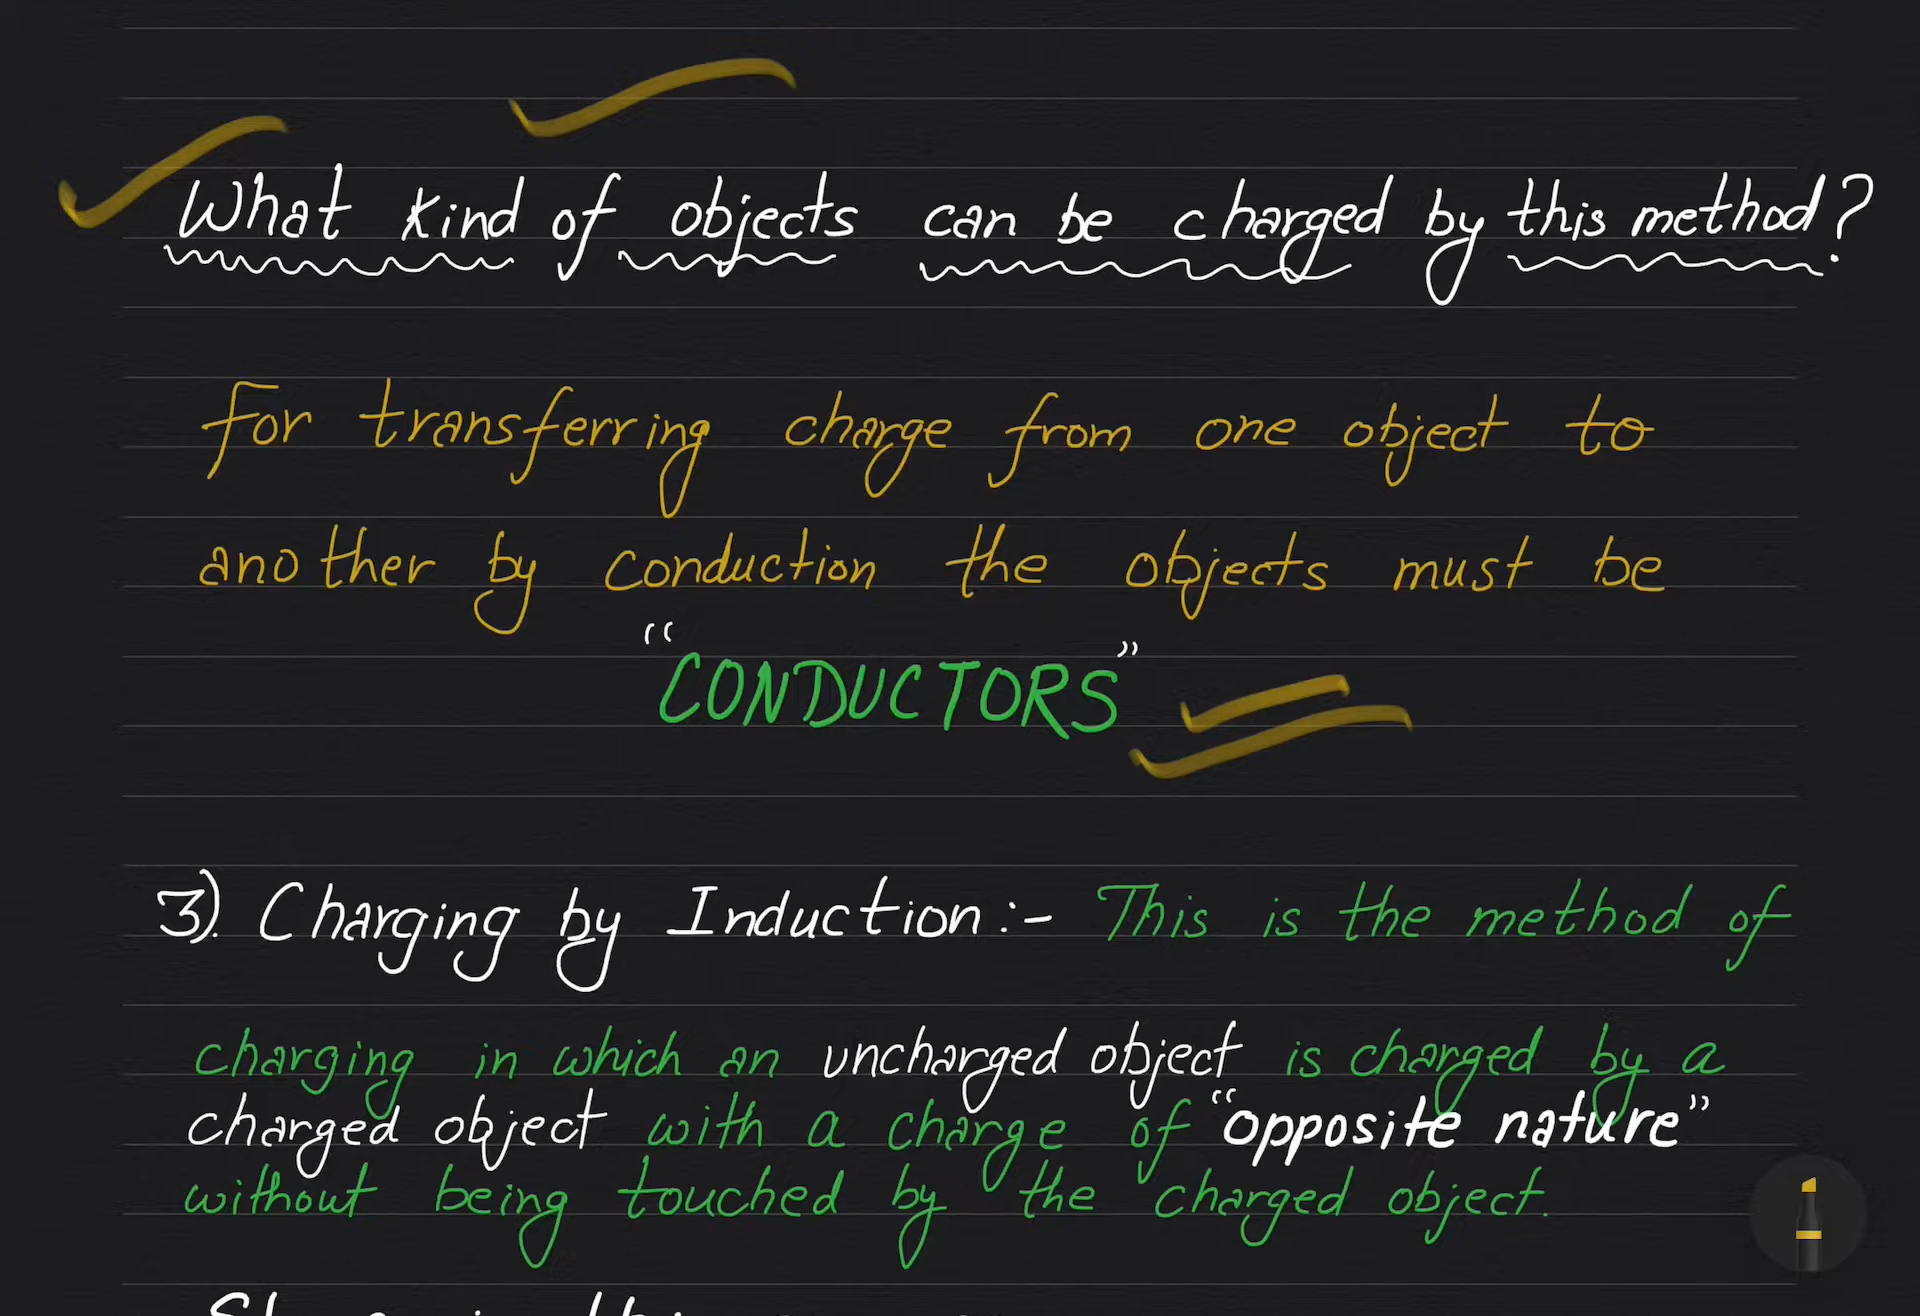 What kind of objects can be charged by this method?
For transferring charge from one object to
another by conduction the objects must be
"CONDUCTORS"
3). Charging by Induction :- This is the method of
charging in which an uncharged object is charged by a
charged object with a charge of "opposite nature"
without being touched by the charged object.